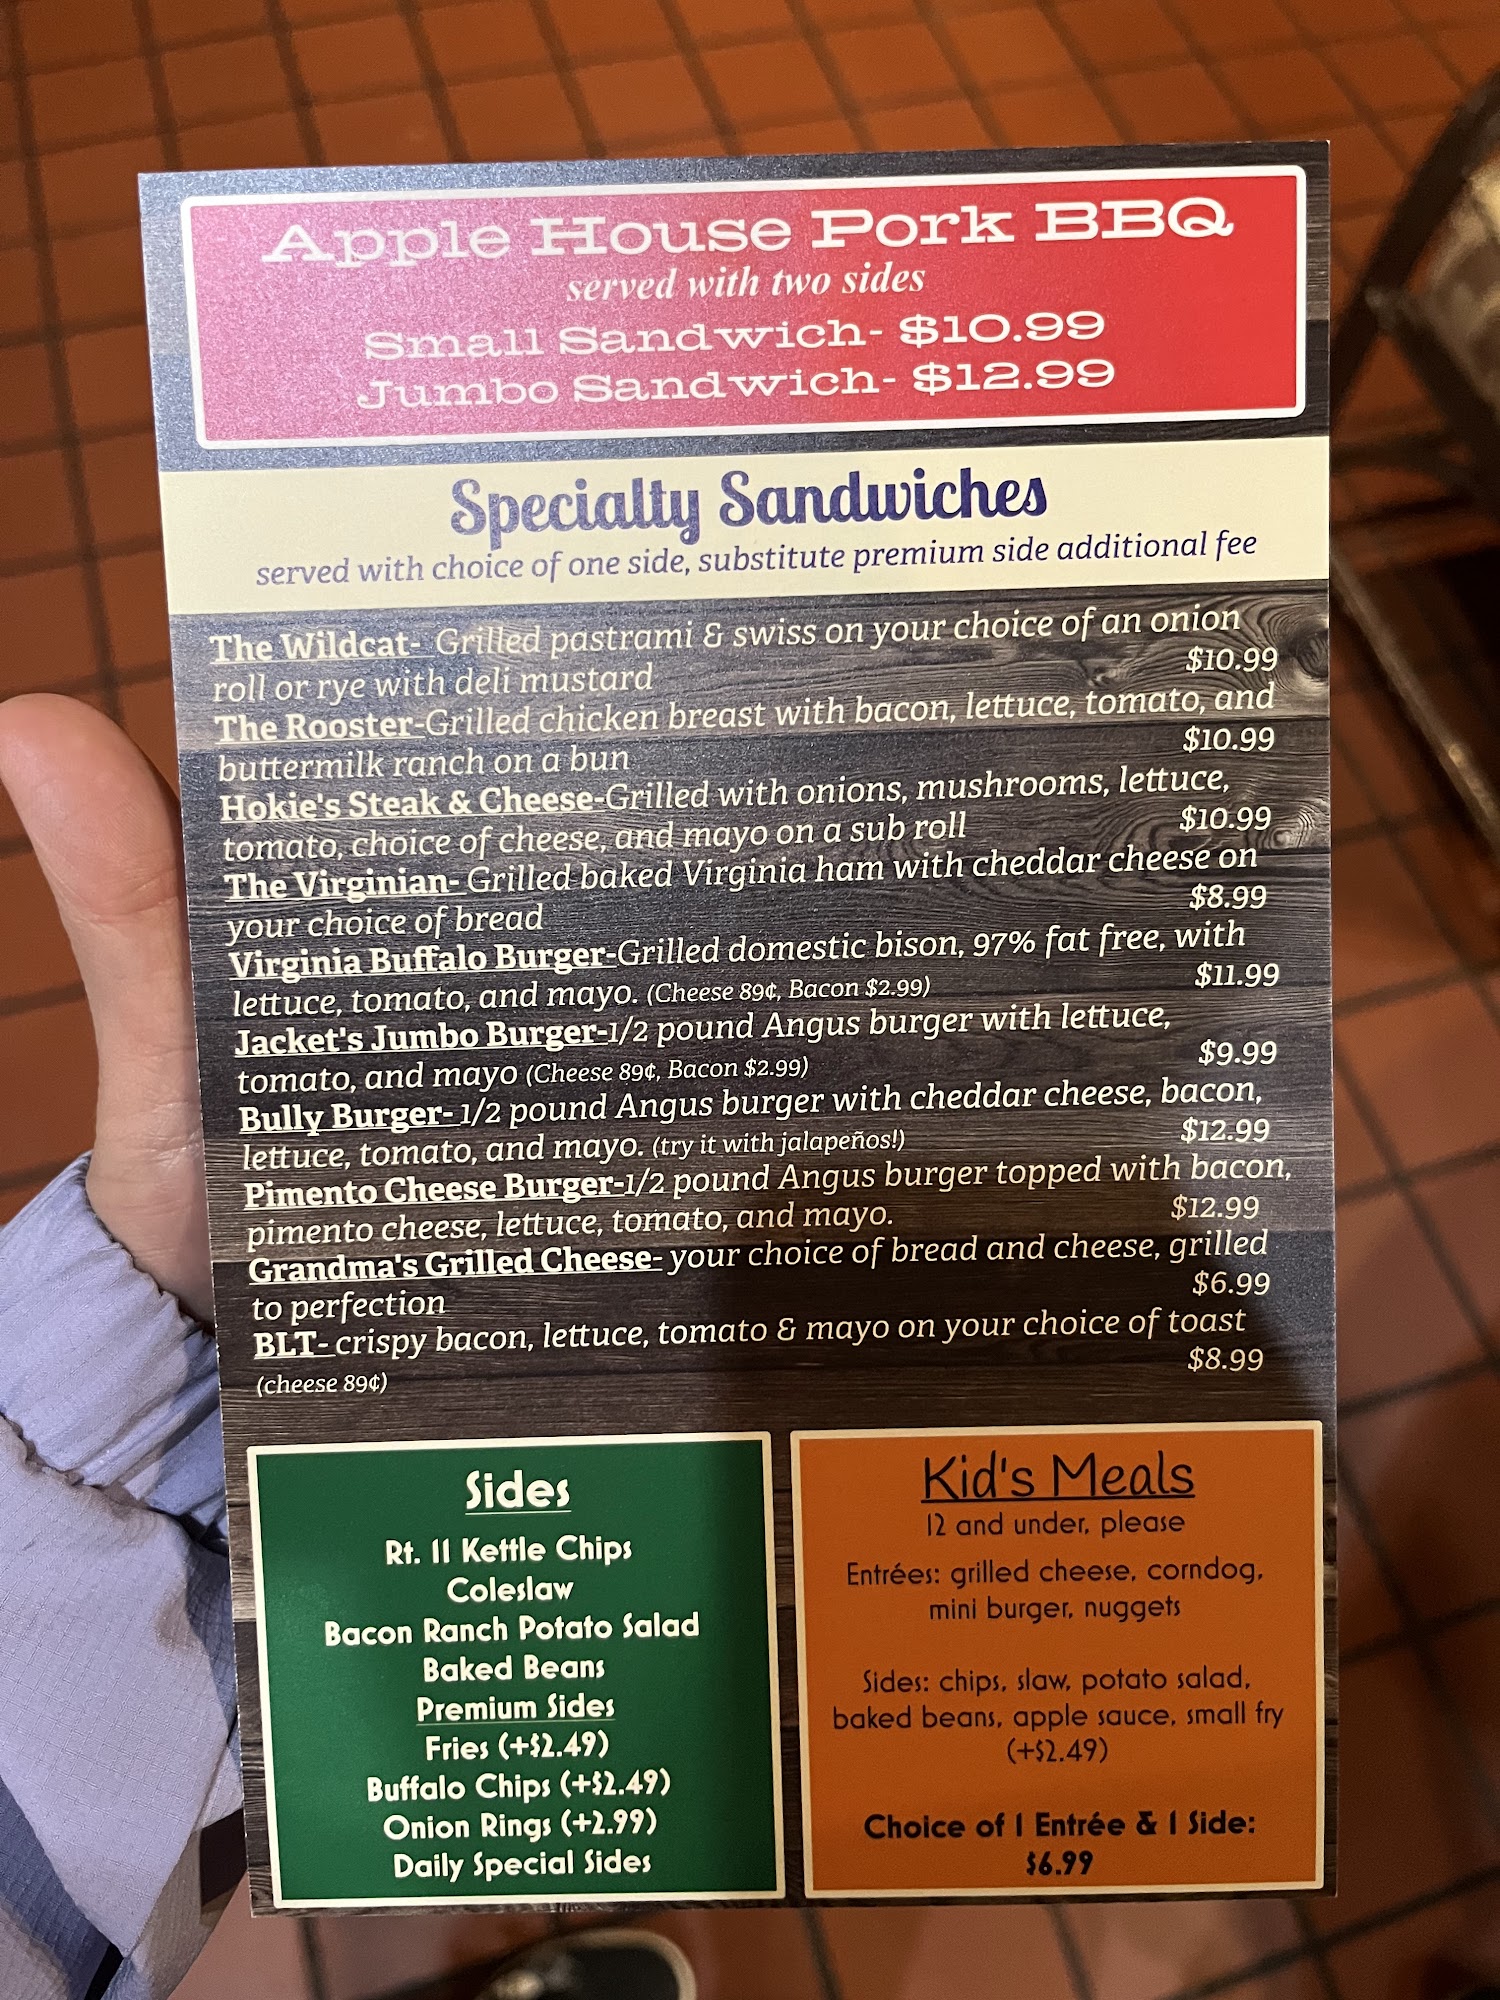 Apple House Pork BBQ
served with two sides
Small Sandwich- $10.99
Jumbo Sandwich- $12.99
Specialty Sandwiches
served with choice of one side, substitute premium side additional fee
The Wildcat- Grilled pastrami & swiss on your choice of an onion
roll or rye with deli mustard $10.99
The Rooster-Grilled chicken breast with bacon, lettuce, tomato, and
buttermilk ranch on a bun $10.99
Hokie's Steak & Cheese-Grilled with onions, mushrooms, lettuce,
tomato, choice of cheese, and mayo on a sub roll $10.99
The Virginian- Grilled baked Virginia ham with cheddar cheese on
your choice of bread $8.99
Virginia Buffalo Burger-Grilled domestic bison, 97% fat free, with
lettuce, tomato, and mayo. (Cheese 89¢, Bacon $2.99) $11.99
Jacket's Jumbo Burger-1/2 pound Angus burger with lettuce,
tomato, and mayo (Cheese 89¢, Bacon $2.99) $9.99
Bully Burger- 1/2 pound Angus burger with cheddar cheese, bacon,
lettuce, tomato, and mayo. (try it with jalapeños!) $12.99
Pimento Cheese Burger-1/2 pound Angus burger topped with bacon,
pimento cheese, lettuce, tomato, and mayo. $12.99
Grandma's Grilled Cheese- your choice of bread and cheese, grilled
to perfection $6.99
BLT- crispy bacon, lettuce, tomato & mayo on your choice of toast
(cheese 89¢) $8.99
Sides
Rt. 11 Kettle Chips
Coleslaw
Bacon Ranch Potato Salad
Baked Beans
Premium Sides
Fries (+$2.49)
Buffalo Chips (+$2.49)
Onion Rings (+2.99)
Daily Special Sides
Kid's Meals
12 and under, please
Entrées: grilled cheese, corndog,
mini burger, nuggets
Sides: chips, slaw, potato salad,
baked beans, apple sauce, small fry
(+$2.49)
Choice of 1 Entrée & 1 Side:
$6.99